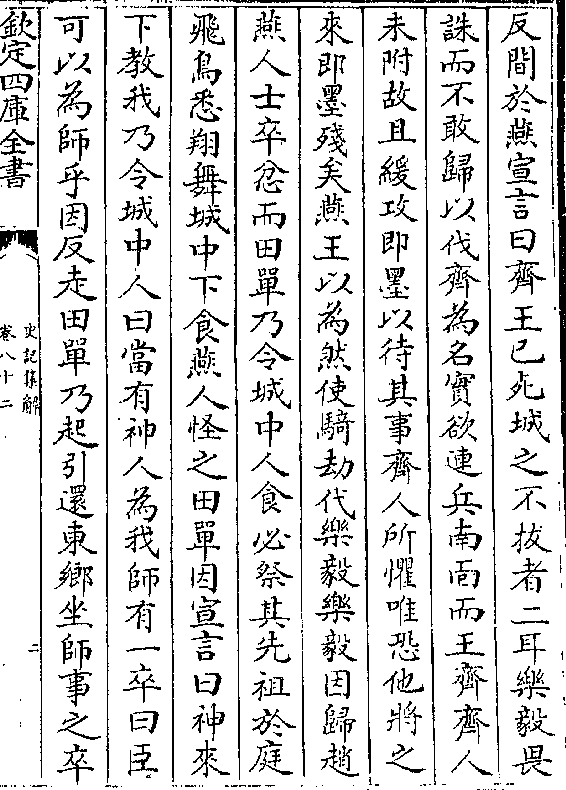 反間於燕宣言曰齊王已死城之不拔者二耳樂毅畏
誅而不敢歸以伐齊為名實欲連兵南面而王齊齊人
未附故且緩攻即墨以待其事齊人所懼唯恐他將之
來即墨殘矣燕王以為然使騎劫代樂毅樂毅因歸趙
燕人士卒忿而田單乃令城中人食必祭其先祖於庭
飛鳥悉翔舞城中下食燕人怪之田單因宣言曰神來
下教我乃令城中人曰當有神人為我師有一卒曰臣
可以為師乎因反走田單乃起引還東鄉坐師事之卒
欽定四庫全書
史記集解
卷八十二
二